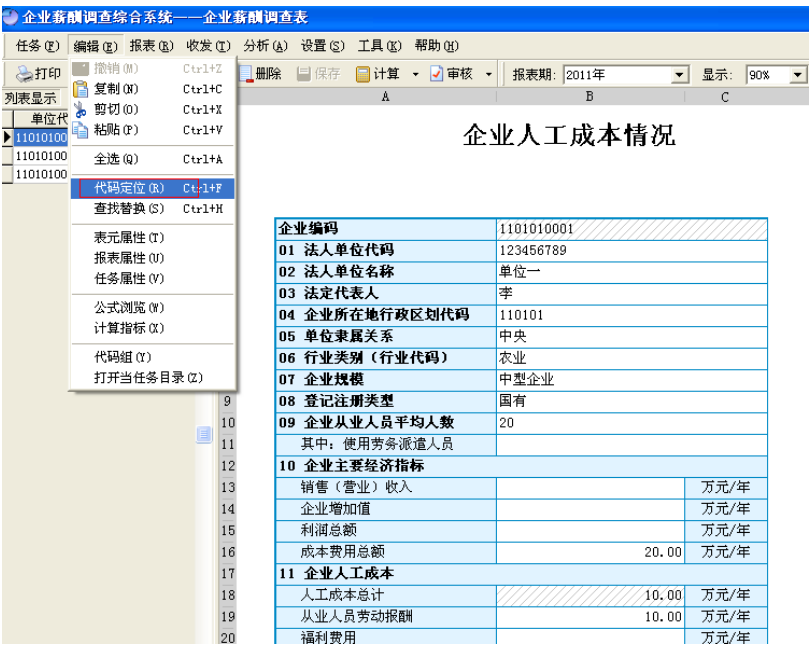 企业薪酬调查综合系统——企业薪酬调查表
任务(F) 编辑(E) 报表(B) 收发(T) 分析(A) 设置(S) 工具(K) 帮助(H)
打印 删除 保存 计算 审核 报表期: 2011年 显示: 90%
列表显示
单位代
11010100
11010100
11010100
撤销(M) Ctrl+Z
复制(N) Ctrl+C
剪切(O) Ctrl+X
粘贴(P) Ctrl+V
全选(Q) Ctrl+A
代码定位(R) Ctrl+F
查找替换(S) Ctrl+H
表元属性(T)
报表属性(U)
任务属性(V)
公式浏览(W)
计算指标(X)
代码组(Y)
打开当任务目录(Z)
A B C
企业人工成本情况
企业编码 1101010001
01 法人单位代码 123456789
02 法人单位名称 单位一
03 法定代表人 李
04 企业所在地行政区划代码 110101
05 单位隶属关系 中央
06 行业类别（行业代码） 农业
07 企业规模 中型企业
9 08 登记注册类型 国有
10 09 企业从业人员平均人数 20
11 其中: 使用劳务派遣人员
12 10 企业主要经济指标
13 销售（营业）收入 万元/年
14 企业增加值 万元/年
15 利润总额 万元/年
16 成本费用总额 20.00 万元/年
17 11 企业人工成本
18 人工成本总计 10.00 万元/年
19 从业人员劳动报酬 10.00 万元/年
20 福利费用 万元/年